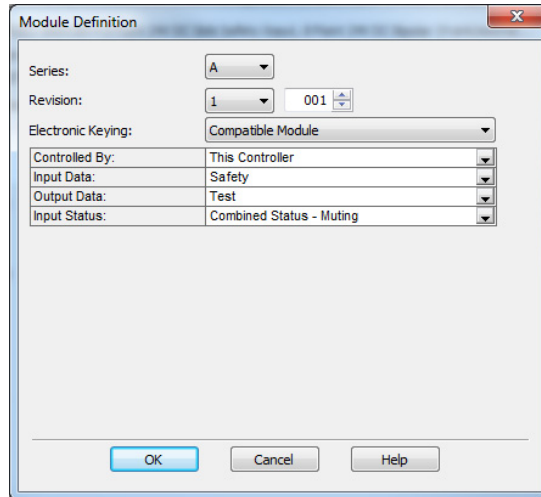 Module Definition
Series: A
Revision: 1 001
Electronic Keying: Compatible Module
Controlled By: This Controller
Input Data: Safety
Output Data: Test
Input Status: Combined Status - Muting
OK Cancel Help